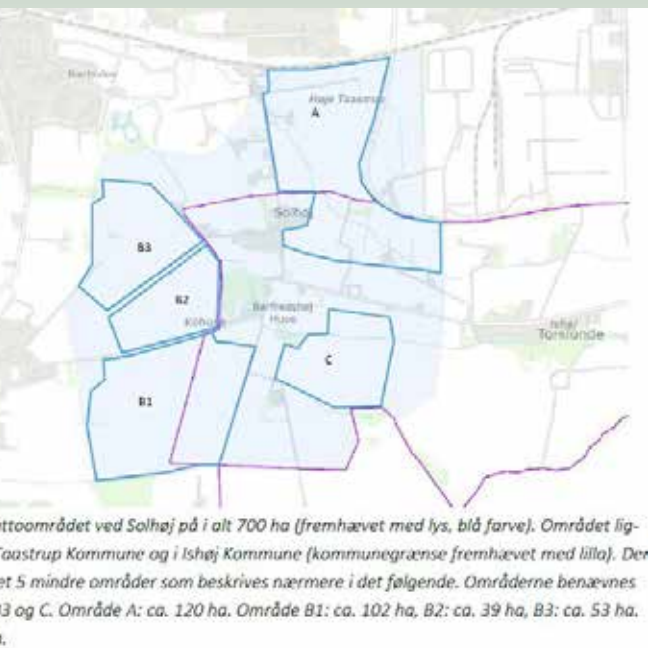 Høje Taastrup
A
Solhøj
B3
B2
Barfredshøj
Huse
Ishøj
Torslunde
C
B1
ttoområdet ved Solhøj på i alt 700 ha (fremhævet med lys, blå farve). Området lig-
Taastrup Kommune og i Ishøj Kommune (kommunegrænse fremhævet med lilla). Der
et 5 mindre områder som beskrives nærmere i det følgende. Områderne benævnes
33 og C. Område A: ca. 120 ha. Område B1: ca. 102 ha, B2: ca. 39 ha, B3: ca. 53 ha.